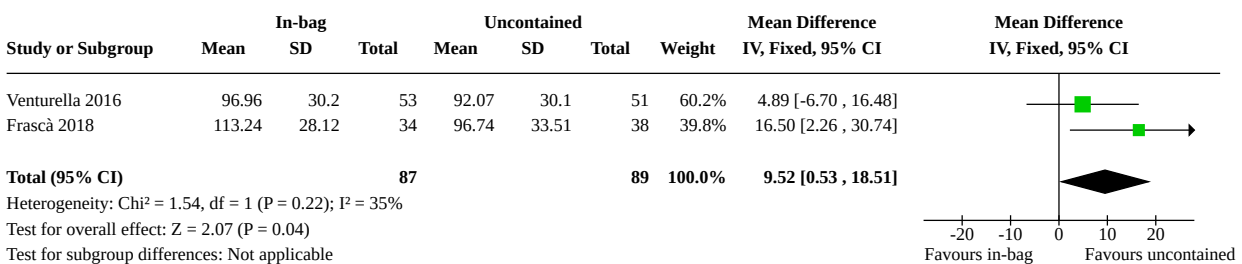 In-bag Uncontained Mean Difference Mean Difference
Study or Subgroup Mean SD Total Mean SD Total Weight IV, Fixed, 95% CI IV, Fixed, 95% CI
Venturella 2016 96.96 30.2 53 92.07 30.1 51 60.2% 4.89 [-6.70 , 16.48]
Frascà 2018 113.24 28.12 34 96.74 33.51 38 39.8% 16.50 [2.26 , 30.74]
Total (95% CI) 87 89 100.0% 9.52 [0.53 , 18.51]
Heterogeneity: Chi² = 1.54, df = 1 (P = 0.22); I² = 35%
Test for overall effect: Z = 2.07 (P = 0.04) -20 -10 0 10 20
Test for subgroup differences: Not applicable Favours in-bag Favours uncontained